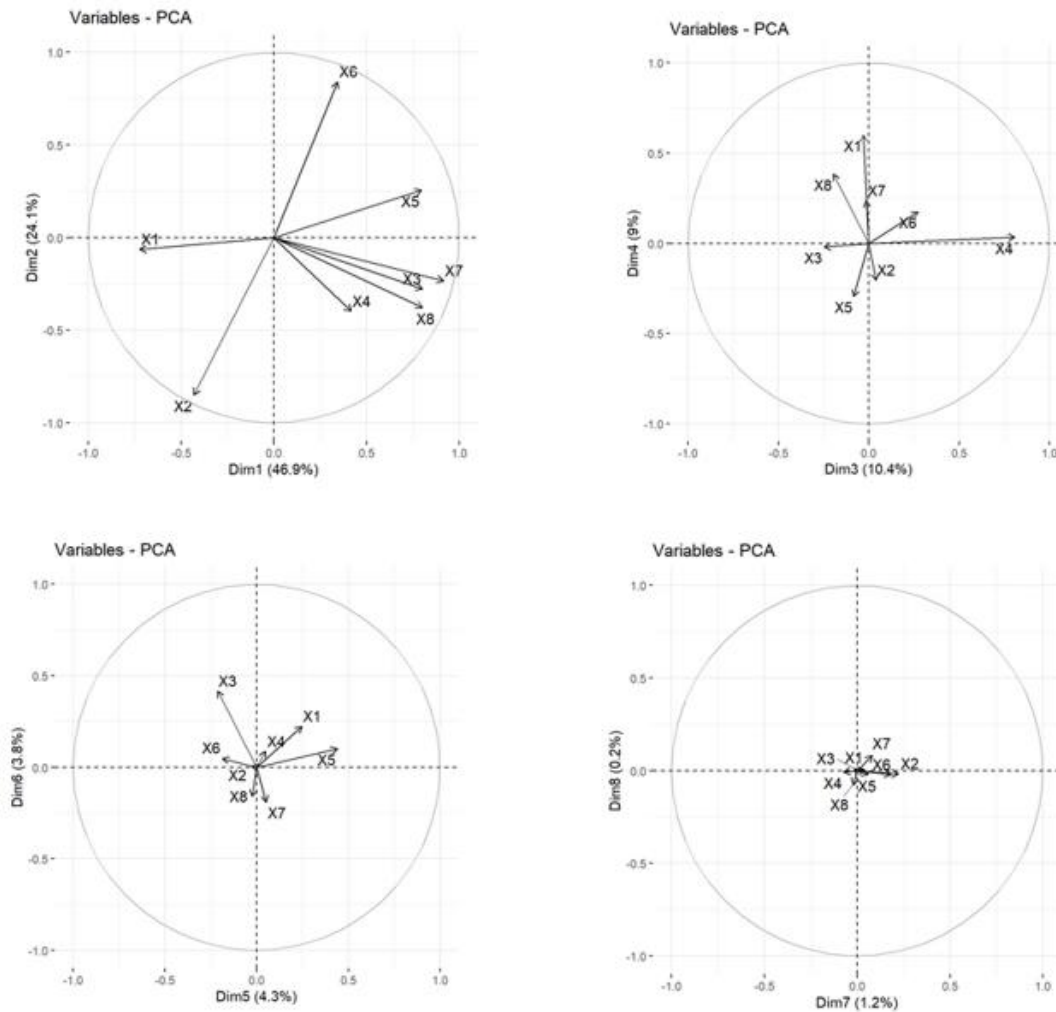 Variables - PCA
1.0
X6
0.5
X5
Dim2 (24.1%)
0.0
X1
X3
X7
X4
X8
-0.5
X2
-1.0
-1.0
-0.5
0.0
0.5
1.0
Dim1 (46.9%)
Variables - PCA
1.0
0.5
X1
X8
X7
X6
Dim4 (9%)
0.0
X3
X2
X4
X5
-0.5
-1.0
-1.0
-0.5
0.0
0.5
1.0
Dim3 (10.4%)
Variables - PCA
1.0
0.5
X3
X1
X6
X4
X5
Dim6 (3.8%)
0.0
X2
X8
X7
-0.5
-1.0
-1.0
-0.5
0.0
0.5
1.0
Dim5 (4.3%)
Variables - PCA
1.0
0.5
X7
X3
X1
X6
X2
Dim8 (0.2%)
0.0
X4
X5
X8
-0.5
-1.0
-1.0
-0.5
0.0
0.5
1.0
Dim7 (1.2%)